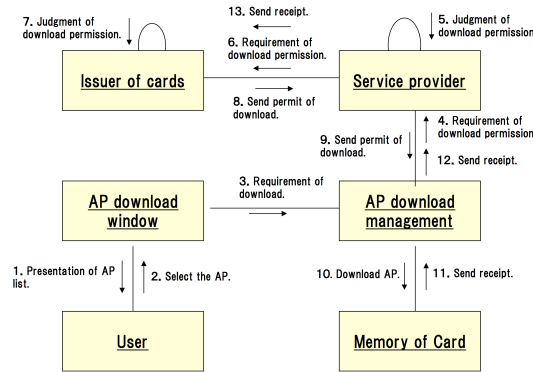 13. Send receipt.
7. Judgment of
download permission.
5. Judgment of
download permission
6. Requirement of
download permission.
Issuer of cards
Service provider
8. Send permit of
download.
4. Requirement of
download permission
9. Send permit of
download.
12. Send receipt.
3. Requirement of
download.
AP download
window
AP download
management
1. Presentation of AP
list.
2. Select the AP.
10. Download AP.
11. Send receipt.
User
Memory of Card